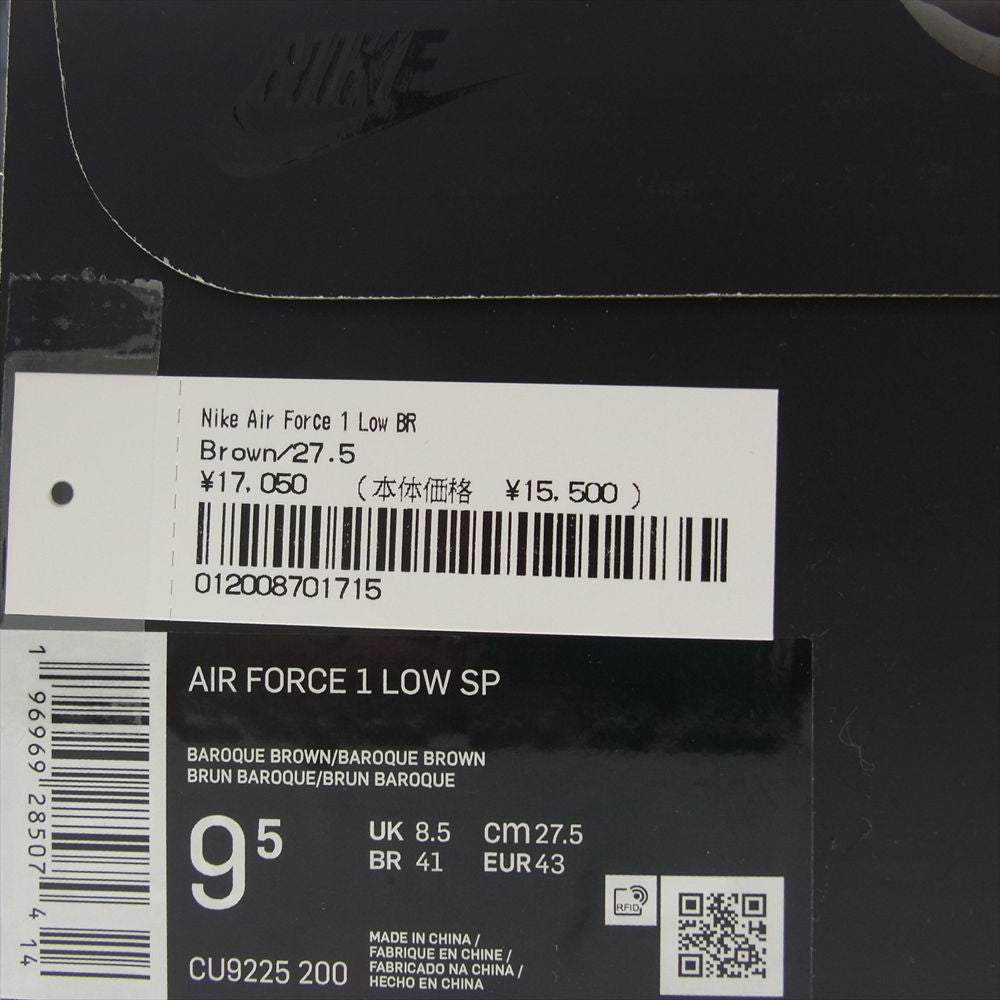 NIKE
Nike Air Force 1 Low BR
Brown/27.5
¥17,050 (本体価格 ¥15,500 )
012008701715
1 96969 28507 4 14
AIR FORCE 1 LOW SP
BAROQUE BROWN/BAROQUE BROWN
BRUN BAROQUE/BRUN BAROQUE
9 5
UK 8.5 cm 27.5
BR 41 EUR 43
RFID
CU9225 200
MADE IN CHINA /
FABRIQUE EN CHINE /
FABRICADO NA CHINA /
HECHO EN CHINA